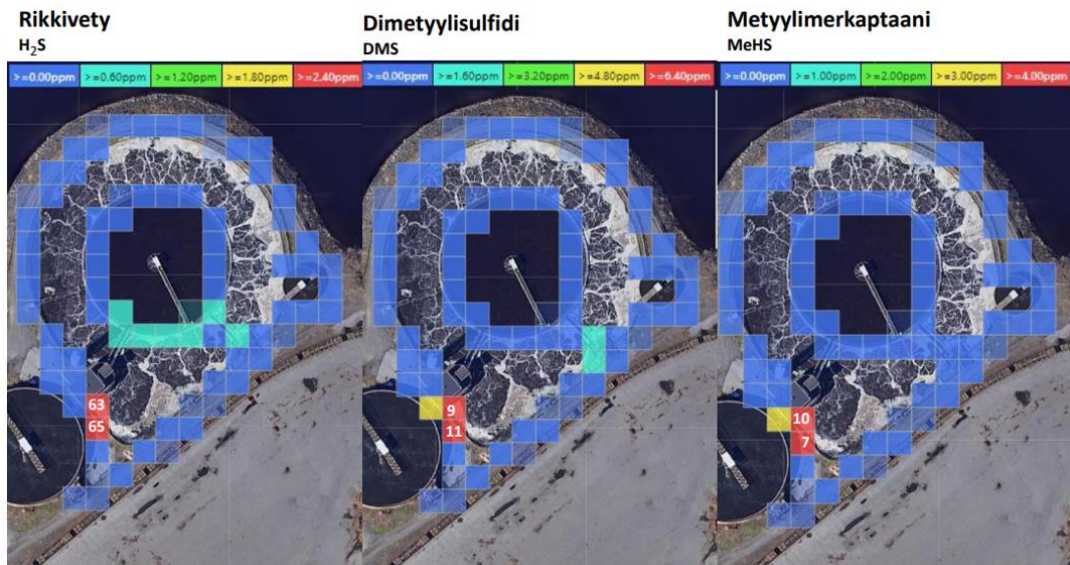 Rikkivety
H₂S
>=0.00ppm >=0.60ppm >=1.20ppm >=1.80ppm >=2.40ppm
63
65
Dimetyylisulfidi
DMS
>=0.00ppm >=1.60ppm >=3.20ppm >=4.80ppm >=6.40ppm
9
11
Metyylimerkaptaani
MeHS
>=0.00ppm >=1.00ppm >=2.00ppm >=3.00ppm >=4.00ppm
10
7